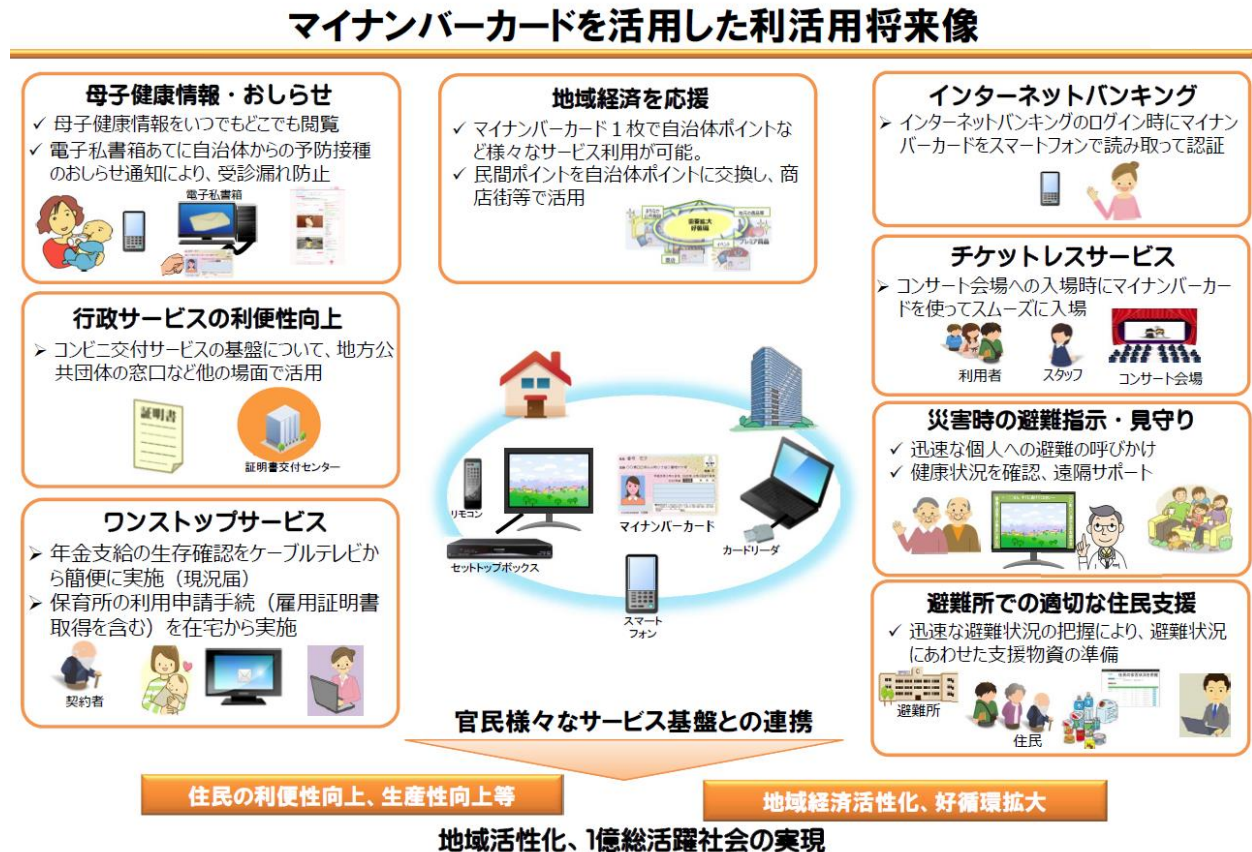 マイナンバーカードを活用した利活用将来像
母子健康情報・おしらせ
✓ 母子健康情報をいつでもどこでも閲覧
✓ 電子私書箱あてに自治体からの予防接種
のおしらせ通知により、受診漏れ防止
電子私書箱
行政サービスの利便性向上
➢ コンビニ交付サービスの基盤について、地方公
共団体の窓口など他の場面で活用
証明書
証明書交付センター
ワンストップサービス
➢ 年金支給の生存確認をケーブルテレビか
ら簡便に実施（現況届）
➢ 保育所の利用申請手続（雇用証明書
取得を含む）を在宅から実施
契約者
地域経済を応援
✓ マイナンバーカード１枚で自治体ポイントな
ど様々なサービス利用が可能。
✓ 民間ポイントを自治体ポイントに交換し、商
店街等で活用
需要拡大
好循環
プレミア商品
リモコン
マイナンバーカード
カードリーダ
セットトップボックス
スマート
フォン
インターネットバンキング
➢ インターネットバンキングのログイン時にマイナン
バーカードをスマートフォンで読み取って認証
チケットレスサービス
➢ コンサート会場への入場時にマイナンバーカー
ドを使ってスムーズに入場
利用者
スタッフ
コンサート会場
災害時の避難指示・見守り
✓ 迅速な個人への避難の呼びかけ
✓ 健康状況を確認、遠隔サポート
避難所での適切な住民支援
✓ 迅速な避難状況の把握により、避難状況
にあわせた支援物資の準備
避難所
住民
官民様々なサービス基盤との連携
住民の利便性向上、生産性向上等
地域経済活性化、好循環拡大
地域活性化、1億総活躍社会の実現